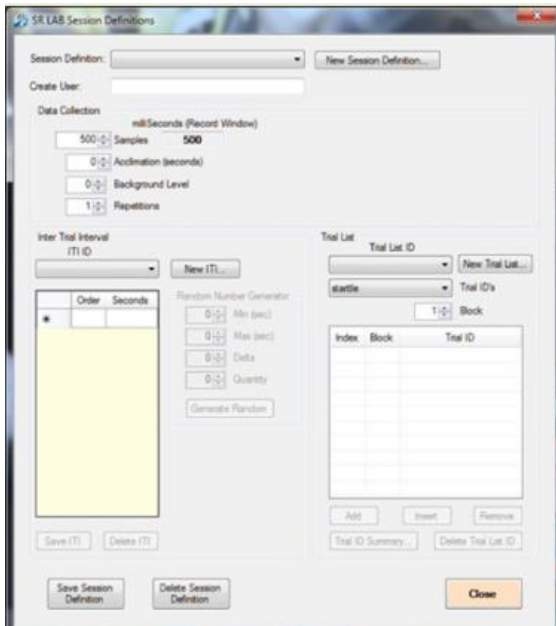 SR LAB Session Definitions
Session Definition:
New Session Definition...
Create User:
Data Collection
milliSeconds (Record Window)
500 Samples 500
0 Acclimation (seconds)
0 Background Level
1 Repetitions
Inter Trial Interval
ITI ID
New ITI...
Order Seconds
*
Random Number Generator
0 Min (sec)
0 Max (sec)
0 Delta
0 Quantity
Generate Random
Save ITI Delete ITI
Trial List
Trial List ID
New Trial List...
startle Trial ID's
1 Block
Index Block Trial ID
Add Insert Remove
Trial ID Summary... Delete Trial List ID
Save Session
Definition
Delete Session
Definition
Close